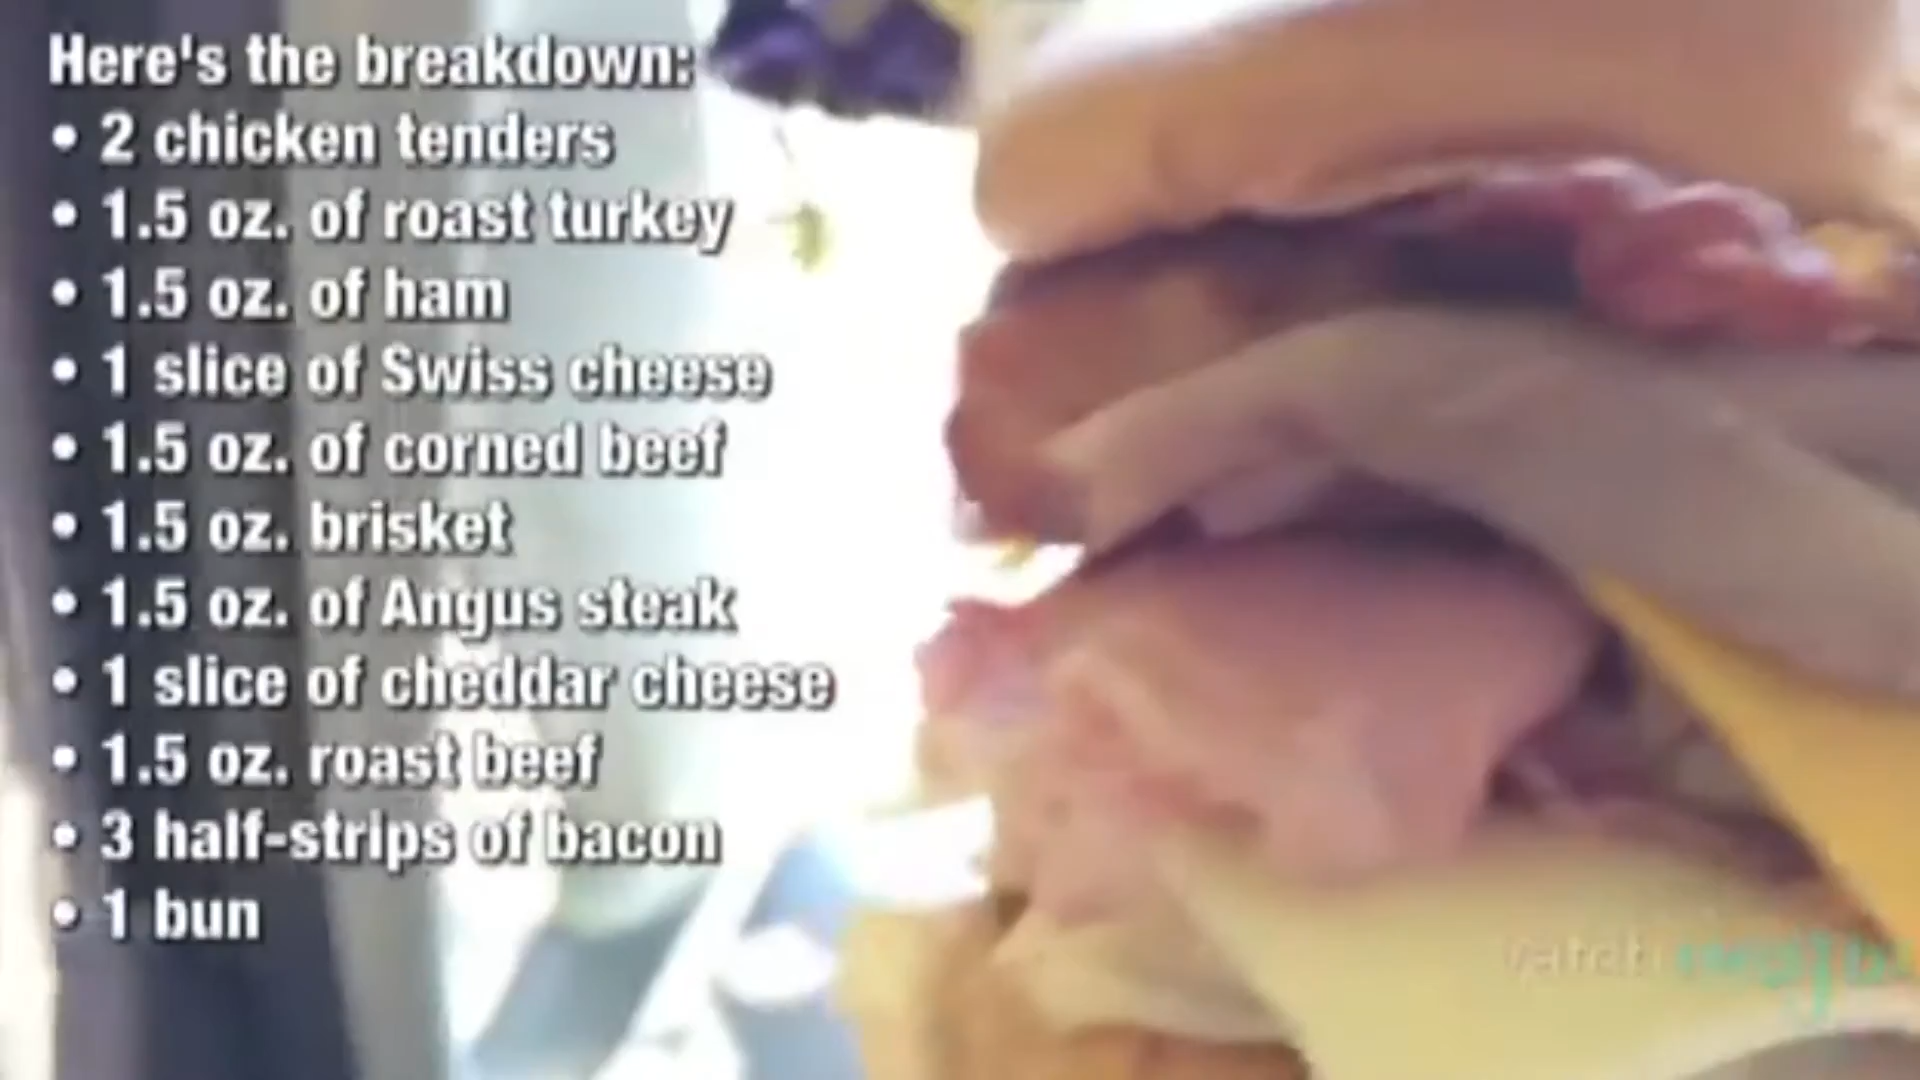 Here's the breakdown:
• 2 chicken tenders
• 1.5 oz. of roast turkey
• 1.5 oz. of ham
• 1 slice of Swiss cheese
• 1.5 oz. of corned beef
• 1.5 oz. brisket
• 1.5 oz. of Angus steak
• 1 slice of cheddar cheese
• 1.5 oz. roast beef
• 3 half-strips of bacon
• 1 bun